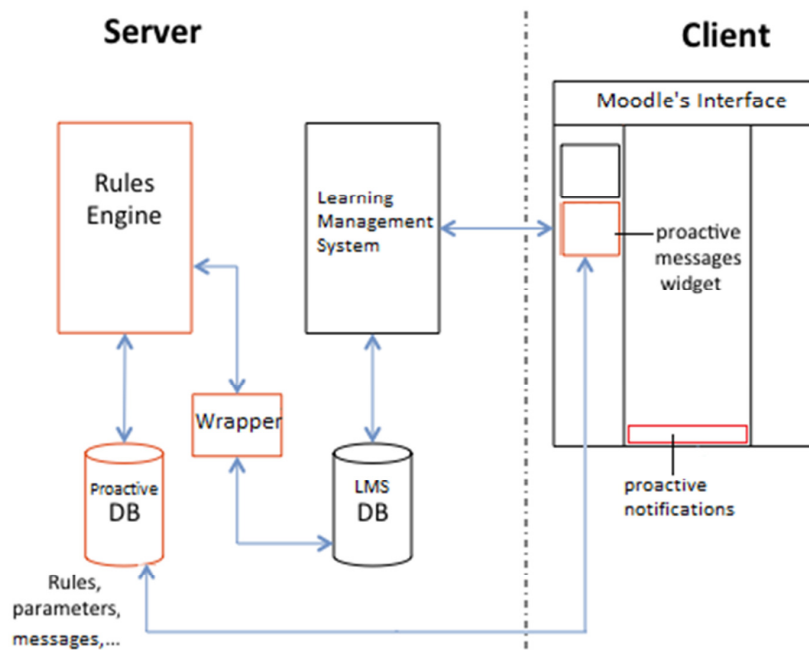 Server
Client
Moodle's Interface
Rules
Engine
Learning
Management
System
proactive
messages
widget
Wrapper
Proactive
DB
LMS
DB
proactive
notifications
Rules,
parameters,
messages,...